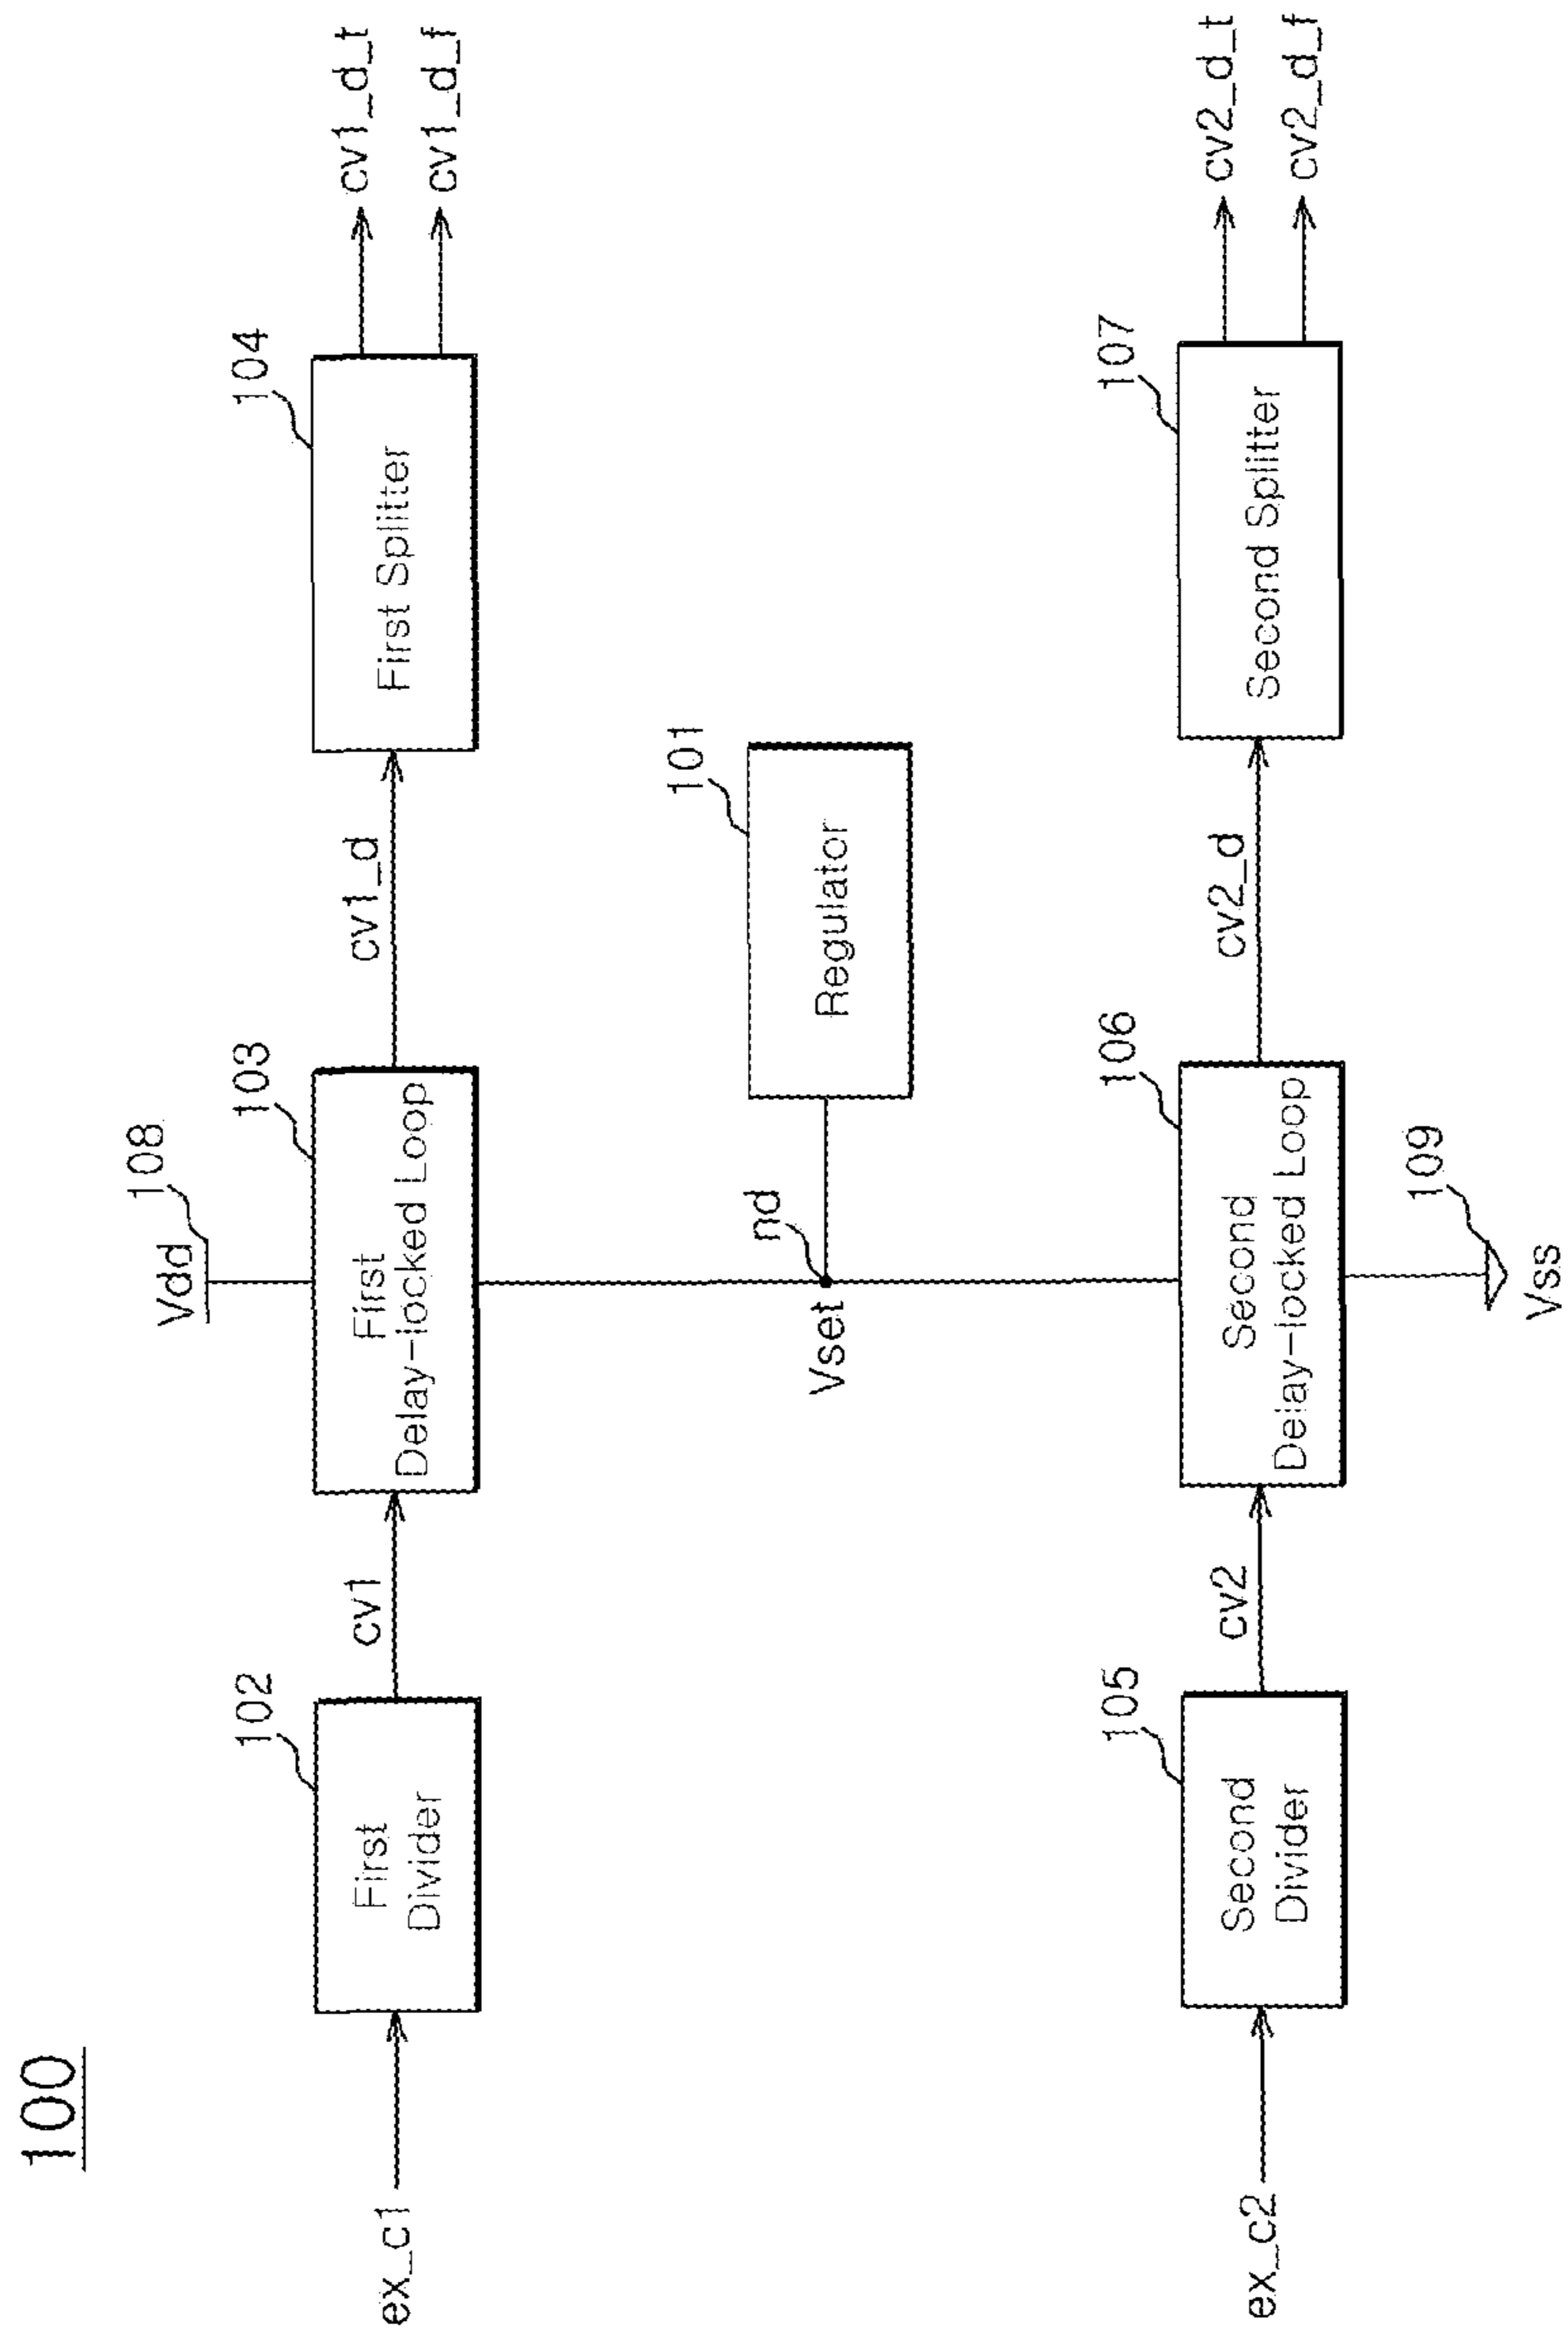 100
Vdd
108
ex_c1
102
First
Divider
cv1
103
First
Delay-locked Loop
cv1_d
104
First Splitter
cv1_d_t
cv1_d_f
Vset
nd
101
Regulator
ex_c2
105
Second
Divider
cv2
106
Second
Delay-locked Loop
cv2_d
107
Second Splitter
cv2_d_t
cv2_d_f
109
Vss